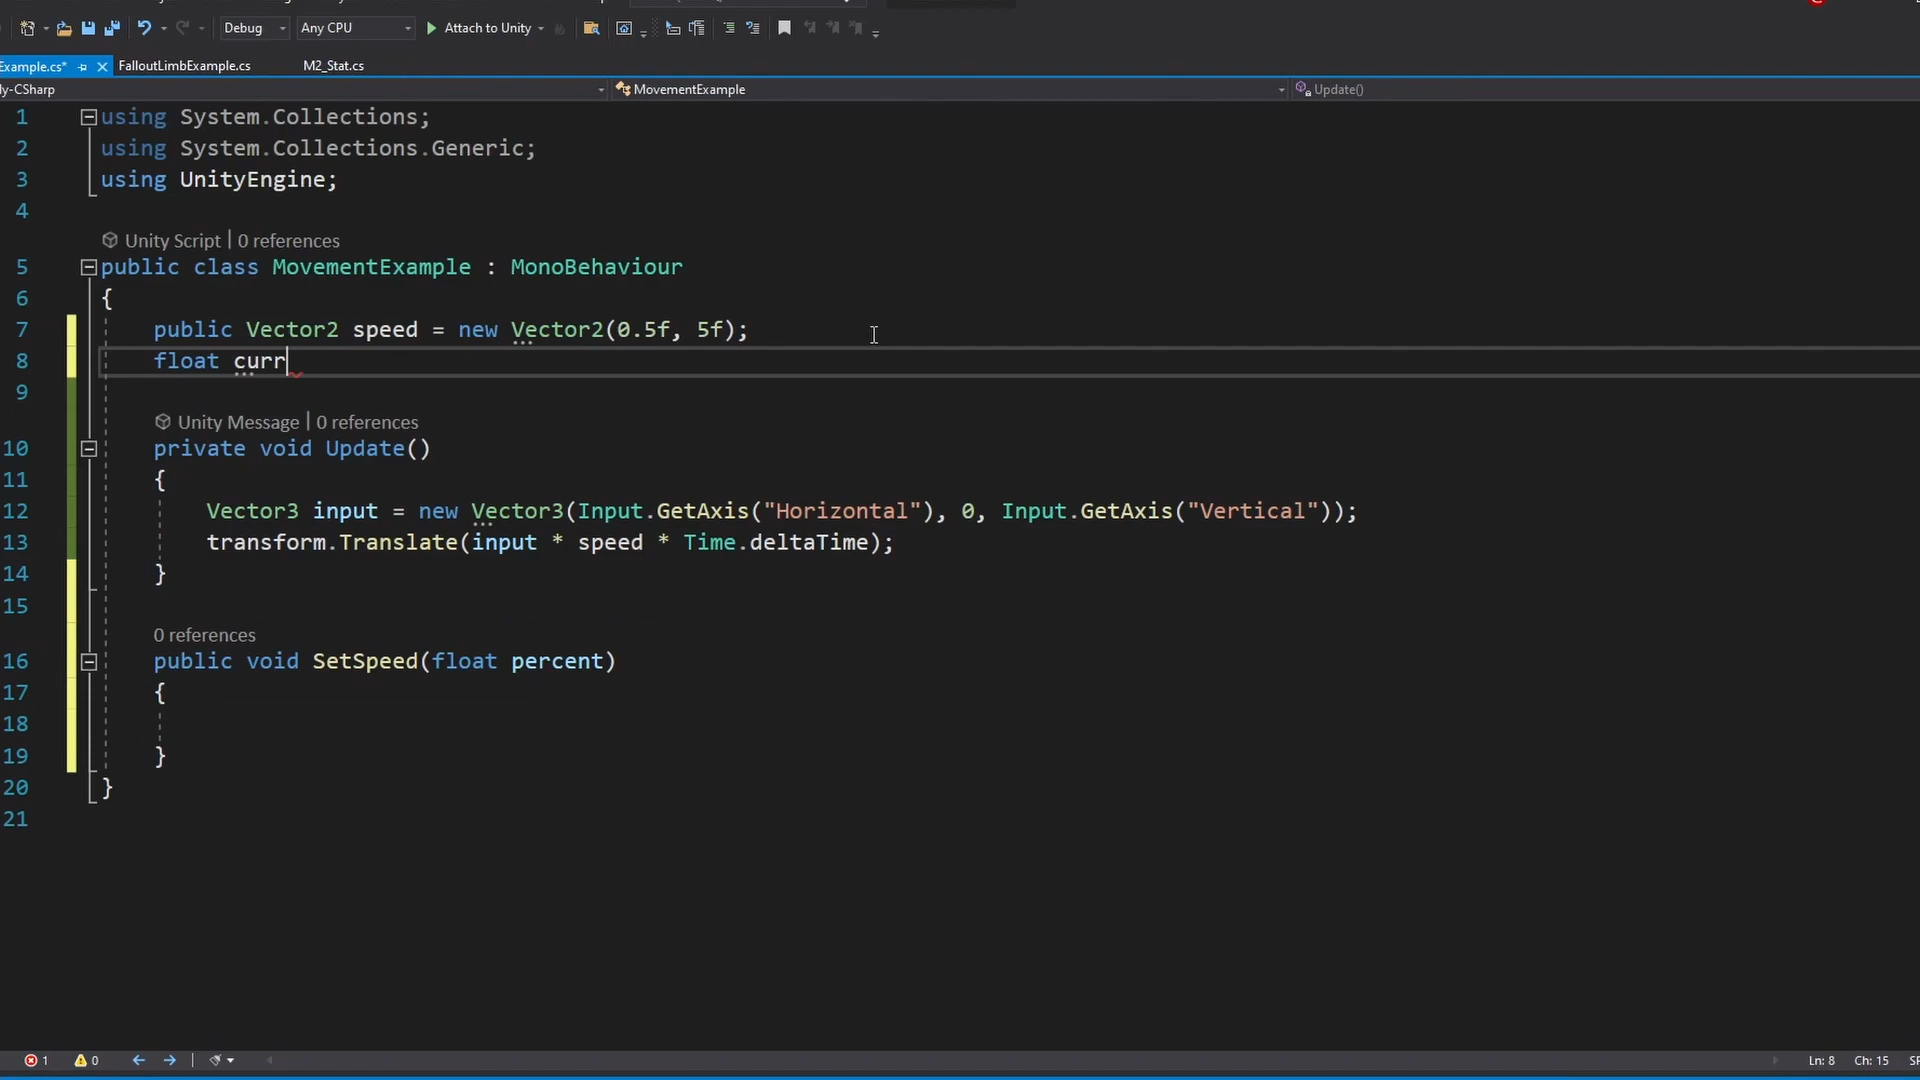 Debug Any CPU Attach to Unity
Example.cs* FalloutLimbExample.cs M2_Stat.cs
ly-CSharp MovementExample Update()
1 using System.Collections;
2 using System.Collections.Generic;
3 using UnityEngine;
4
Unity Script | 0 references
5 public class MovementExample : MonoBehaviour
6 {
7 public Vector2 speed = new Vector2(0.5f, 5f);
8 float curr
9
Unity Message | 0 references
10 private void Update()
11 {
12 Vector3 input = new Vector3(Input.GetAxis("Horizontal"), 0, Input.GetAxis("Vertical"));
13 transform.Translate(input * speed * Time.deltaTime);
14 }
15
0 references
16 public void SetSpeed(float percent)
17 {
18
19 }
20 }
21
1 0 Ln: 8 Ch: 15 SP